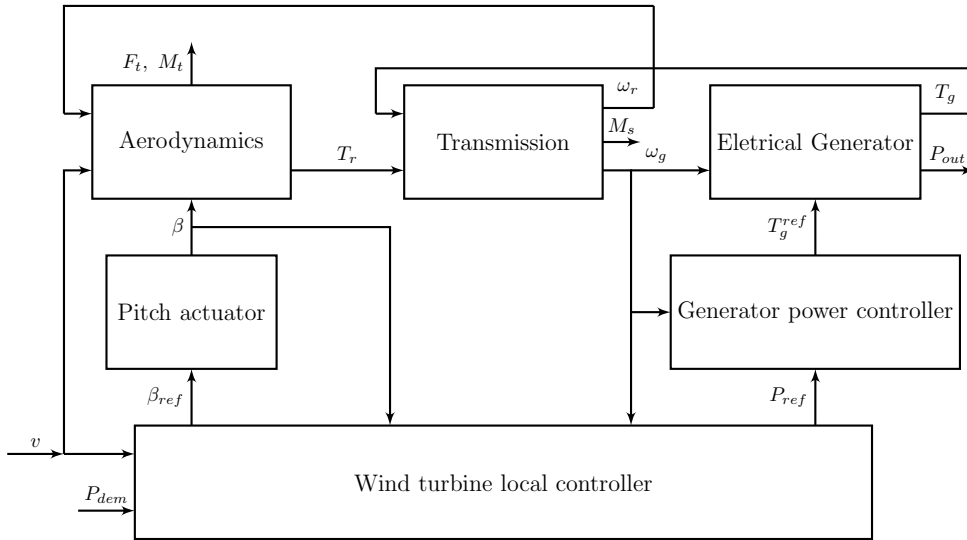 F_t, M_t
ω_r
T_g
Aerodynamics
Transmission
M_s
Eletrical Generator
T_r
ω_g
P_out
β
T_g^ref
Pitch actuator
Generator power controller
β_ref
P_ref
v
Wind turbine local controller
P_dem